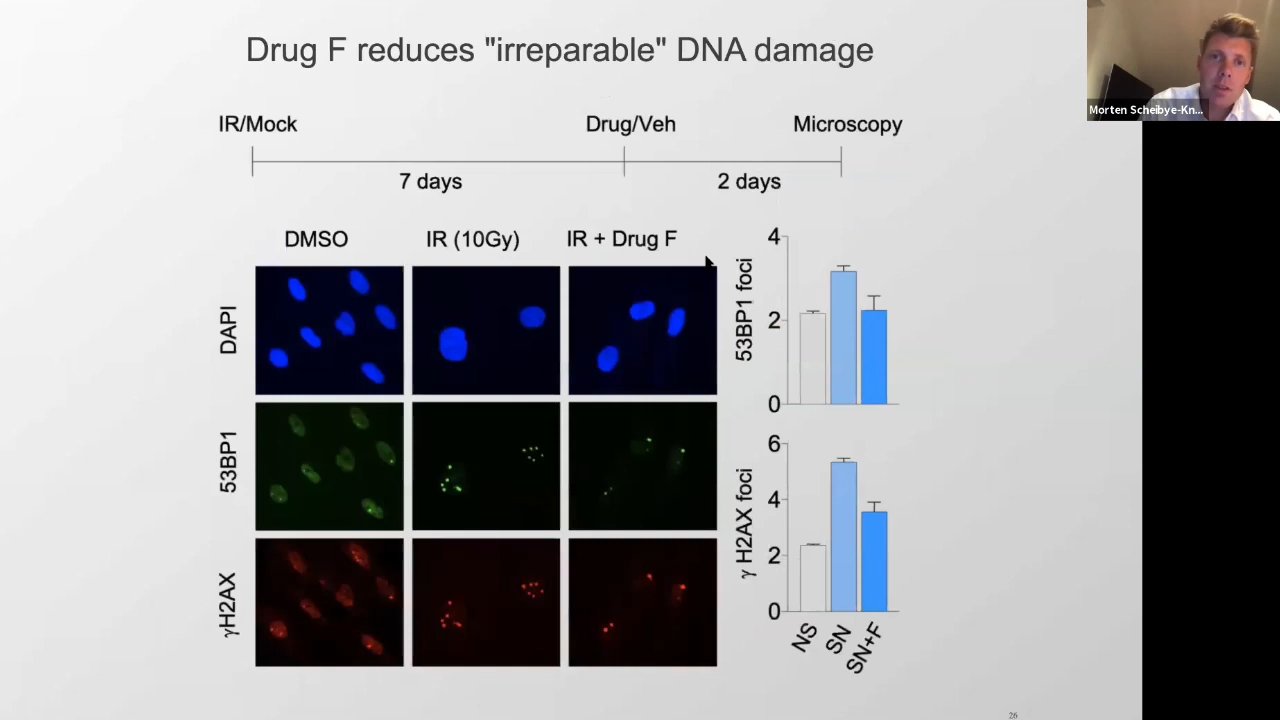 Drug F reduces "irreparable" DNA damage
Morten Scheibye-Kn...
IR/Mock
Drug/Veh
Microscopy
7 days
2 days
DMSO
IR (10Gy)
IR + Drug F
DAPI
53BP1
γH2AX
53BP1 foci
4
2
0
γ H2AX foci
6
4
2
0
NS
SN
SN+F
26